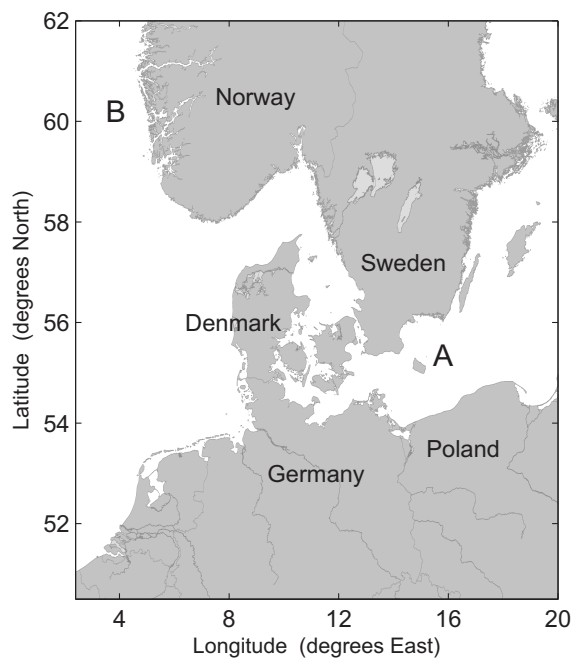 62
60
58
56
54
52
Latitude (degrees North)
B
Norway
Sweden
Denmark
A
Poland
Germany
4 8 12 16 20
Longitude (degrees East)